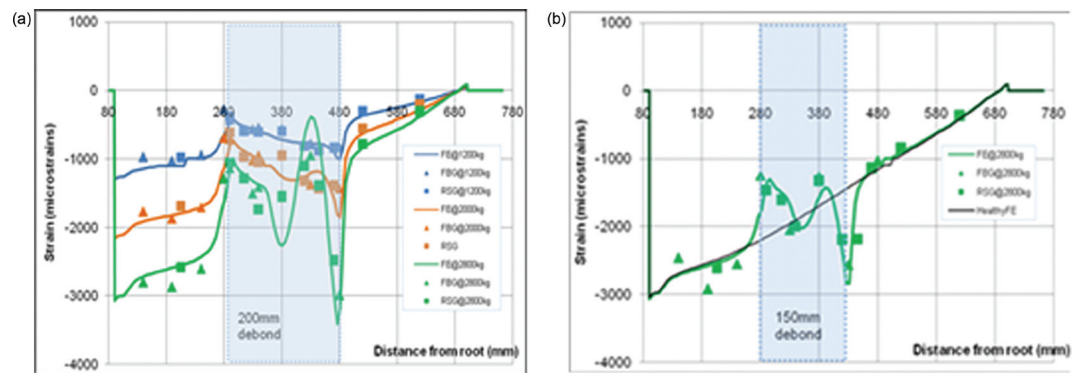 (a)
1000
0
80
180
280
380
480
580
680
780
-1000
-2000
-3000
-4000
Strain (microstrains)
Distance from root (mm)
200mm
debond
FE@1200kg
FBG@1200kg
RSG@1200kg
FE@2000kg
FBG@2000kg
RSG
FE@2800kg
FBG@2800kg
RSG@2800kg
(b)
1000
0
80
180
280
380
480
580
680
780
-1000
-2000
-3000
-4000
Strain (microstrains)
Distance from root (mm)
150mm
debond
FE@2800kg
FBG@2800kg
RSG@2800kg
HealthyFE